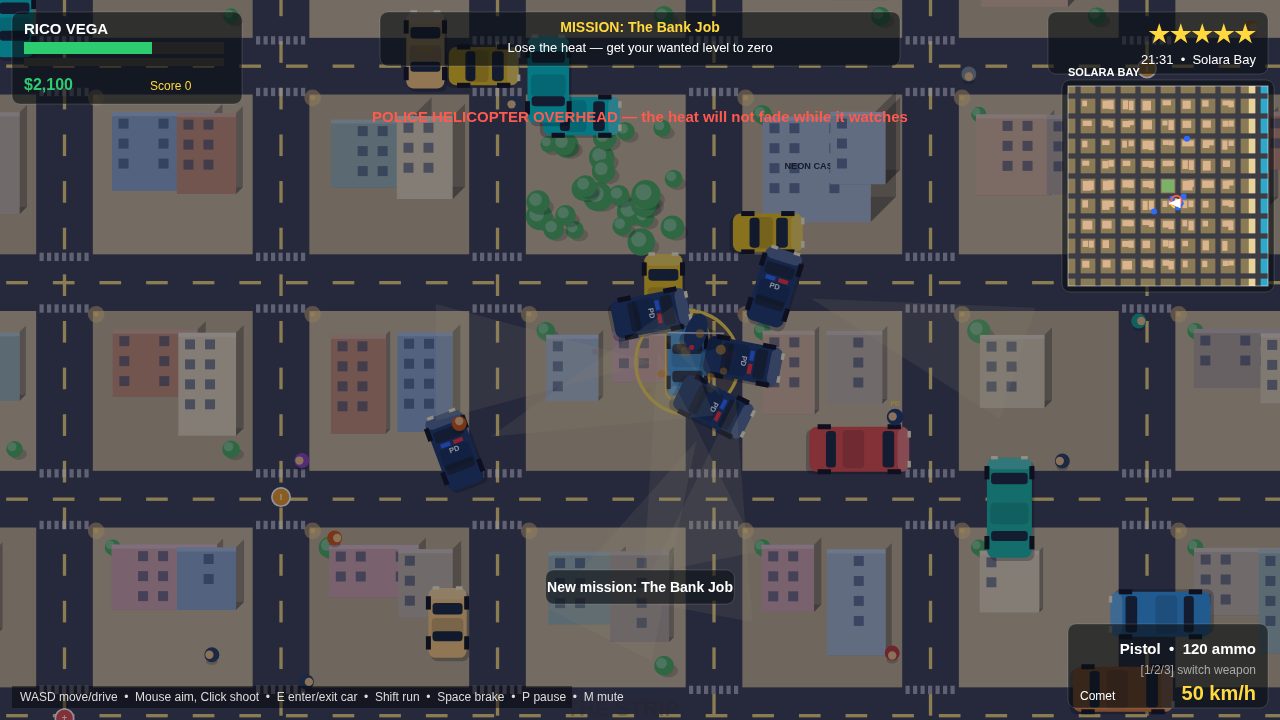 RICO VEGA
$2,100
Score 0
MISSION: The Bank Job
Lose the heat — get your wanted level to zero
POLICE HELICOPTER OVERHEAD — the heat will not fade while it watches
★★★★★
21:31 • Solara Bay
SOLARA BAY
NEON CAS
PD
PD
PD
PD
PD
New mission: The Bank Job
Pistol • 120 ammo
[1/2/3] switch weapon
Comet
50 km/h
WASD move/drive • Mouse aim, Click shoot • E enter/exit car • Shift run • Space brake • P pause • M mute